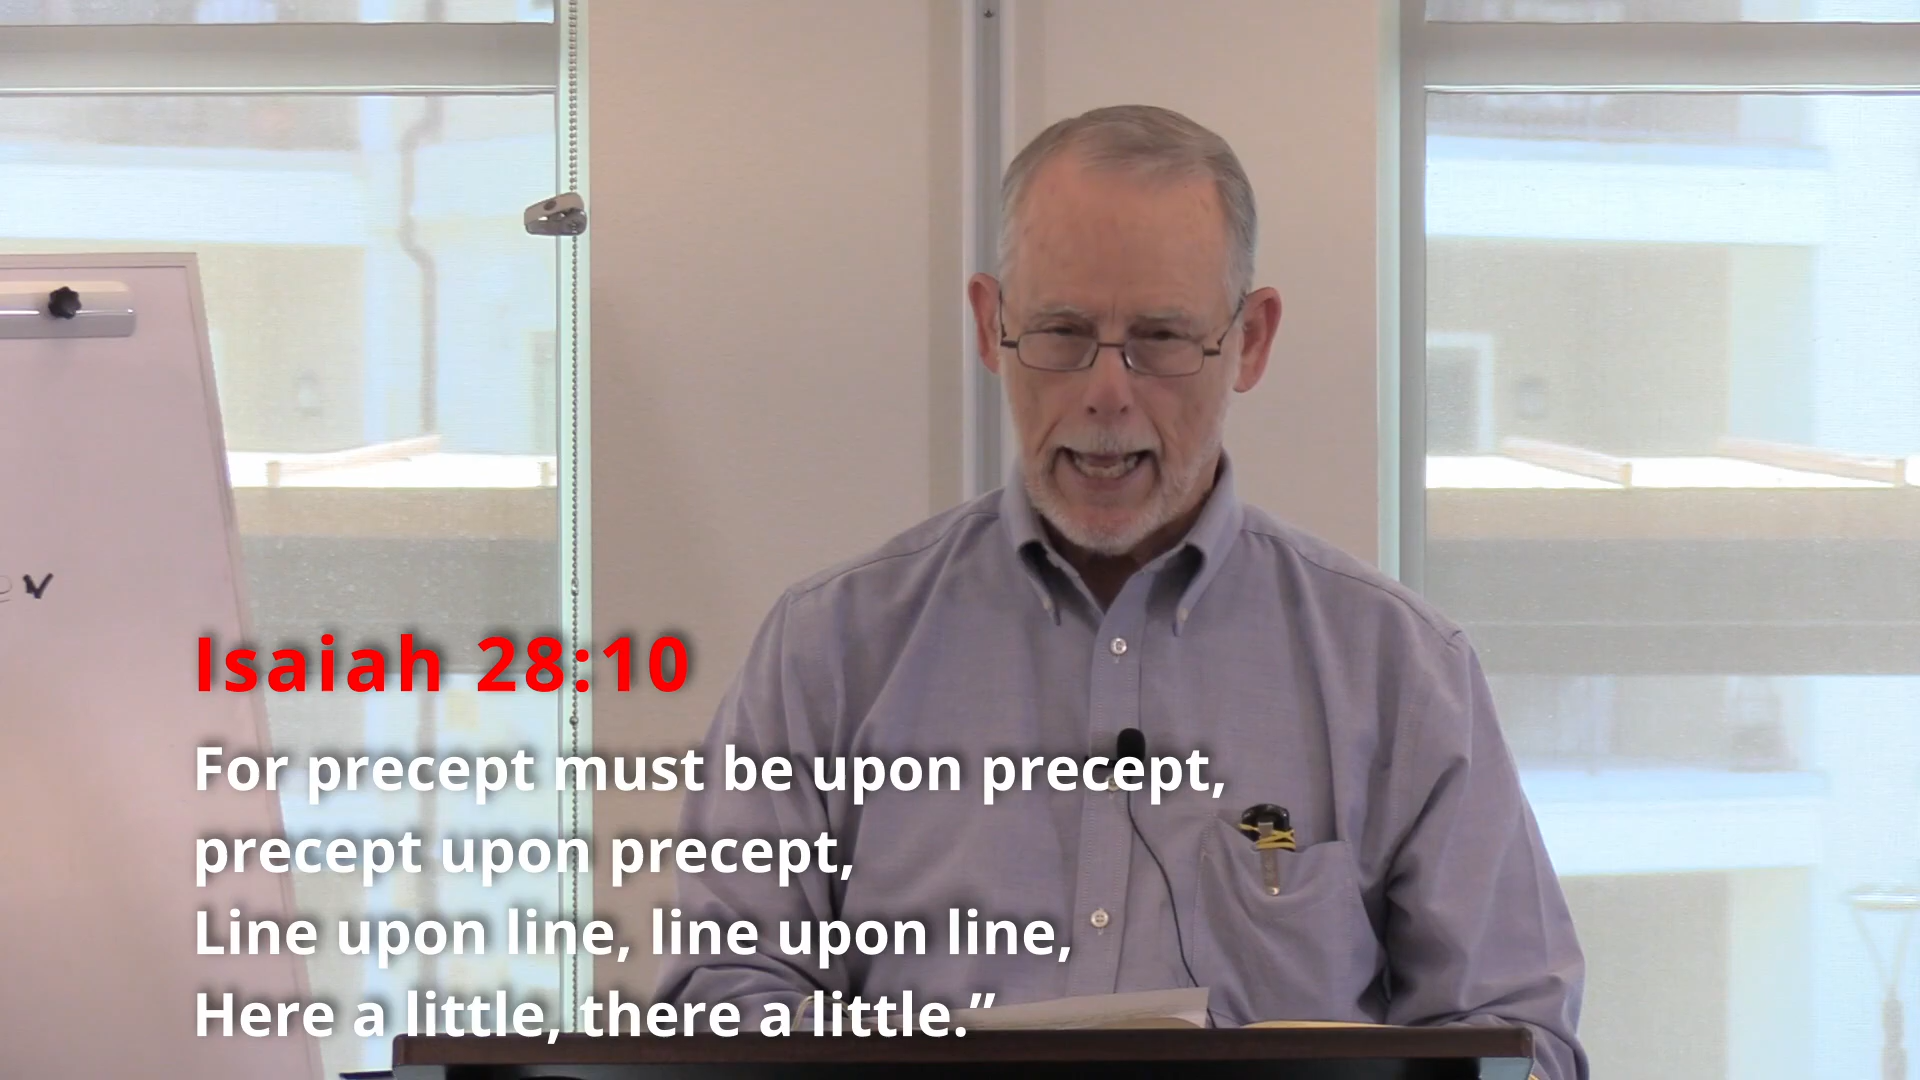 Isaiah 28:10
For precept must be upon precept,
precept upon precept,
Line upon line, line upon line,
Here a little, there a little.”